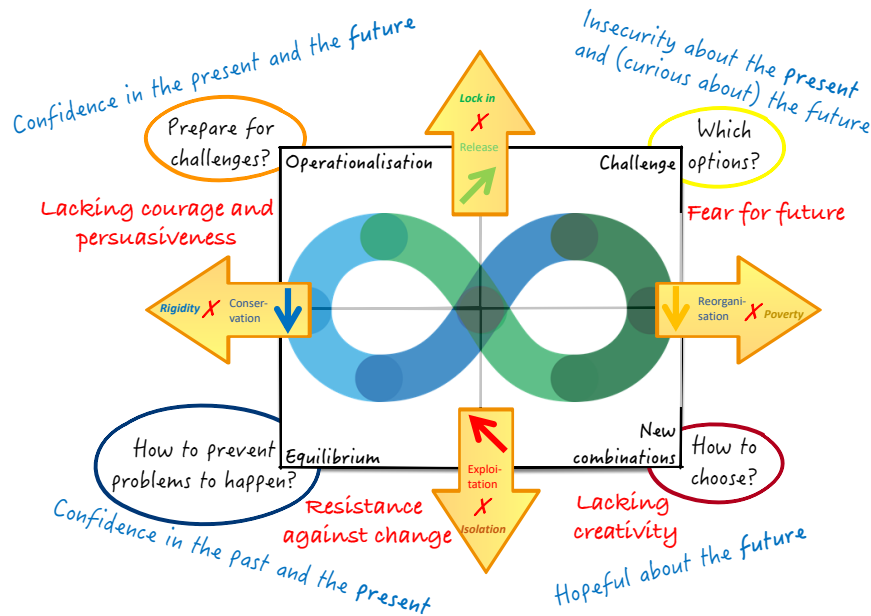 Confidence in the present and the future
Insecurity about the present
and (curious about) the future
Prepare for
challenges?
Lock in
X
Release
Which
options?
Operationalisation
Challenge
Lacking courage and
persuasiveness
Fear for future
Rigidity X Conser-
vation
Reorgani-
sation X Poverty
How to prevent
problems to happen?
Equilibrium
New
combinations
How to
choose?
Exploi-
tation
X
Isolation
Resistance
against change
Lacking
creativity
Confidence in the past and the present
Hopeful about the future